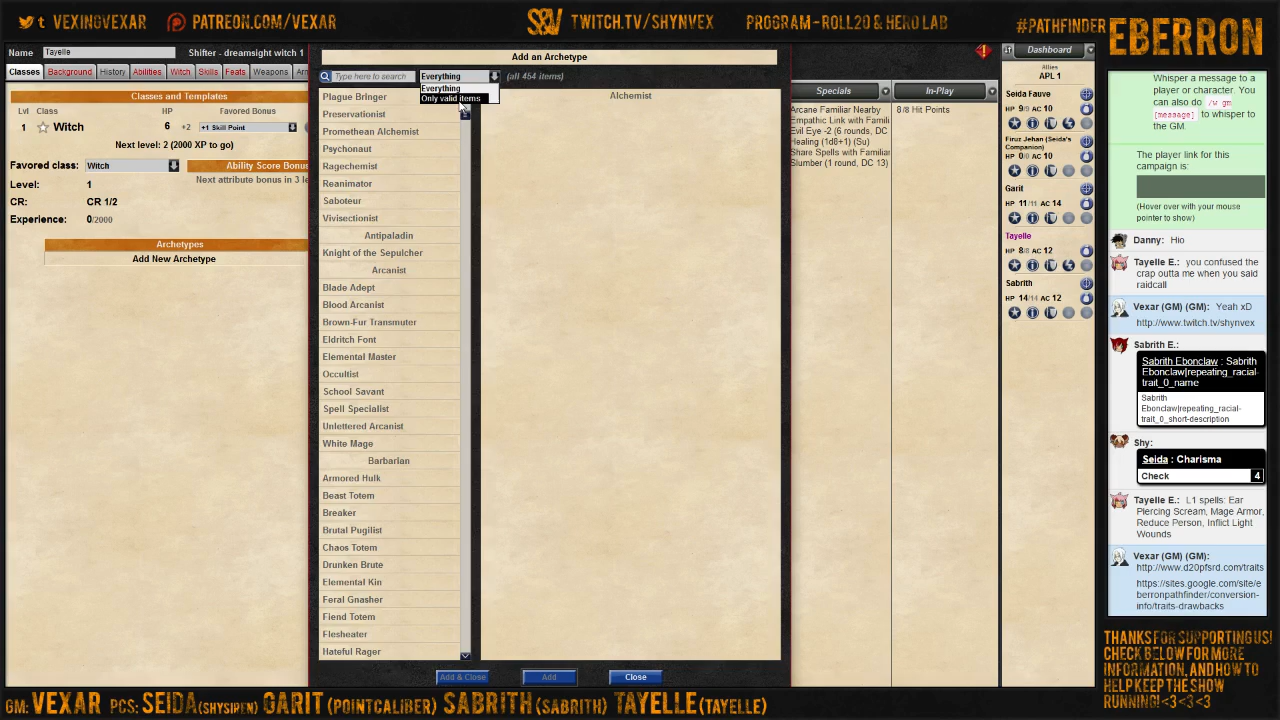 VEXINGVEXAR
PATREON.COM/VEXAR
S&V
TWITCH.TV/SHYNVEX
PROGRAM - ROLL20 & HERO LAB
#PATHFINDER
EBERRON
Name
Tayelle
Shifter - dreamsight witch 1
Classes
Background
History
Abilities
Witch
Skills
Feats
Weapons
Classes and Templates
Lvl Class HP Favored Bonus
1 Witch 6 +2 +1 Skill Point
Next level: 2 (2000 XP to go)
Favored class: Witch
Ability Score Bonus
Level: 1
Next attribute bonus in 3 le
CR: CR 1/2
Experience: 0/2000
Archetypes
Add New Archetype
Add an Archetype
Type here to search
Everything
(all 454 items)
Everything
Only valid items
Plague Bringer
Preservationist
Promethean Alchemist
Psychonaut
Ragechemist
Reanimator
Saboteur
Vivisectionist
Antipaladin
Knight of the Sepulcher
Arcanist
Blade Adept
Blood Arcanist
Brown-Fur Transmuter
Eldritch Font
Elemental Master
Occultist
School Savant
Spell Specialist
Unlettered Arcanist
White Mage
Barbarian
Armored Hulk
Beast Totem
Breaker
Brutal Pugilist
Chaos Totem
Drunken Brute
Elemental Kin
Feral Gnasher
Fiend Totem
Flesheater
Hateful Rager
Alchemist
Add & Close
Add
Close
Specials
In-Play
Arcane Familiar Nearby
Empathic Link with Famili
Evil Eye -2 (6 rounds, DC
Healing (1d8+1) (Su)
Share Spells with Familiar
Slumber (1 round, DC 13)
8/8 Hit Points
Dashboard
Allies
APL 1
Seida Fauve
HP 9/9 AC 10
Firuz Jehan (Seida's
Companion)
HP 0/0 AC 10
Garit
HP 11/11 AC 14
Tayelle
HP 8/8 AC 12
Sabrith
HP 14/14 AC 12
Whisper a message to a
player or character. You
can also do /w gm
[message] to whisper to
the GM.
The player link for this
campaign is:
(Hover over with your mouse
pointer to show)
Danny: Hio
Tayelle E.: you confused the
crap outta me when you said
raidcall
Vexar (GM) (GM): Yeah xD
http://www.twitch.tv/shynvex
Sabrith E.:
Sabrith Ebonclaw : Sabrith
Ebonclaw|repeating_racial-
trait_0_name
Sabrith
Ebonclaw|repeating_racial-
trait_0_short-description
Shy:
Seida : Charisma
Check 4
Tayelle E.: L1 spells: Ear
Piercing Scream, Mage Armor,
Reduce Person, Inflict Light
Wounds
Vexar (GM) (GM):
http://www.d20pfsrd.com/traits
https://sites.google.com/site/e
berronpathfinder/conversion-
info/traits-drawbacks
THANKS FOR SUPPORTING US!
CHECK BELOW FOR MORE
INFORMATION, AND HOW TO
HELP KEEP THE SHOW
RUNNING! <3 <3 <3
GM: VEXAR PCS: SEIDA (SHYSIREN) GARIT (POINTCALIBER) SABRITH (SABRITH) TAYELLE (TAYELLE)